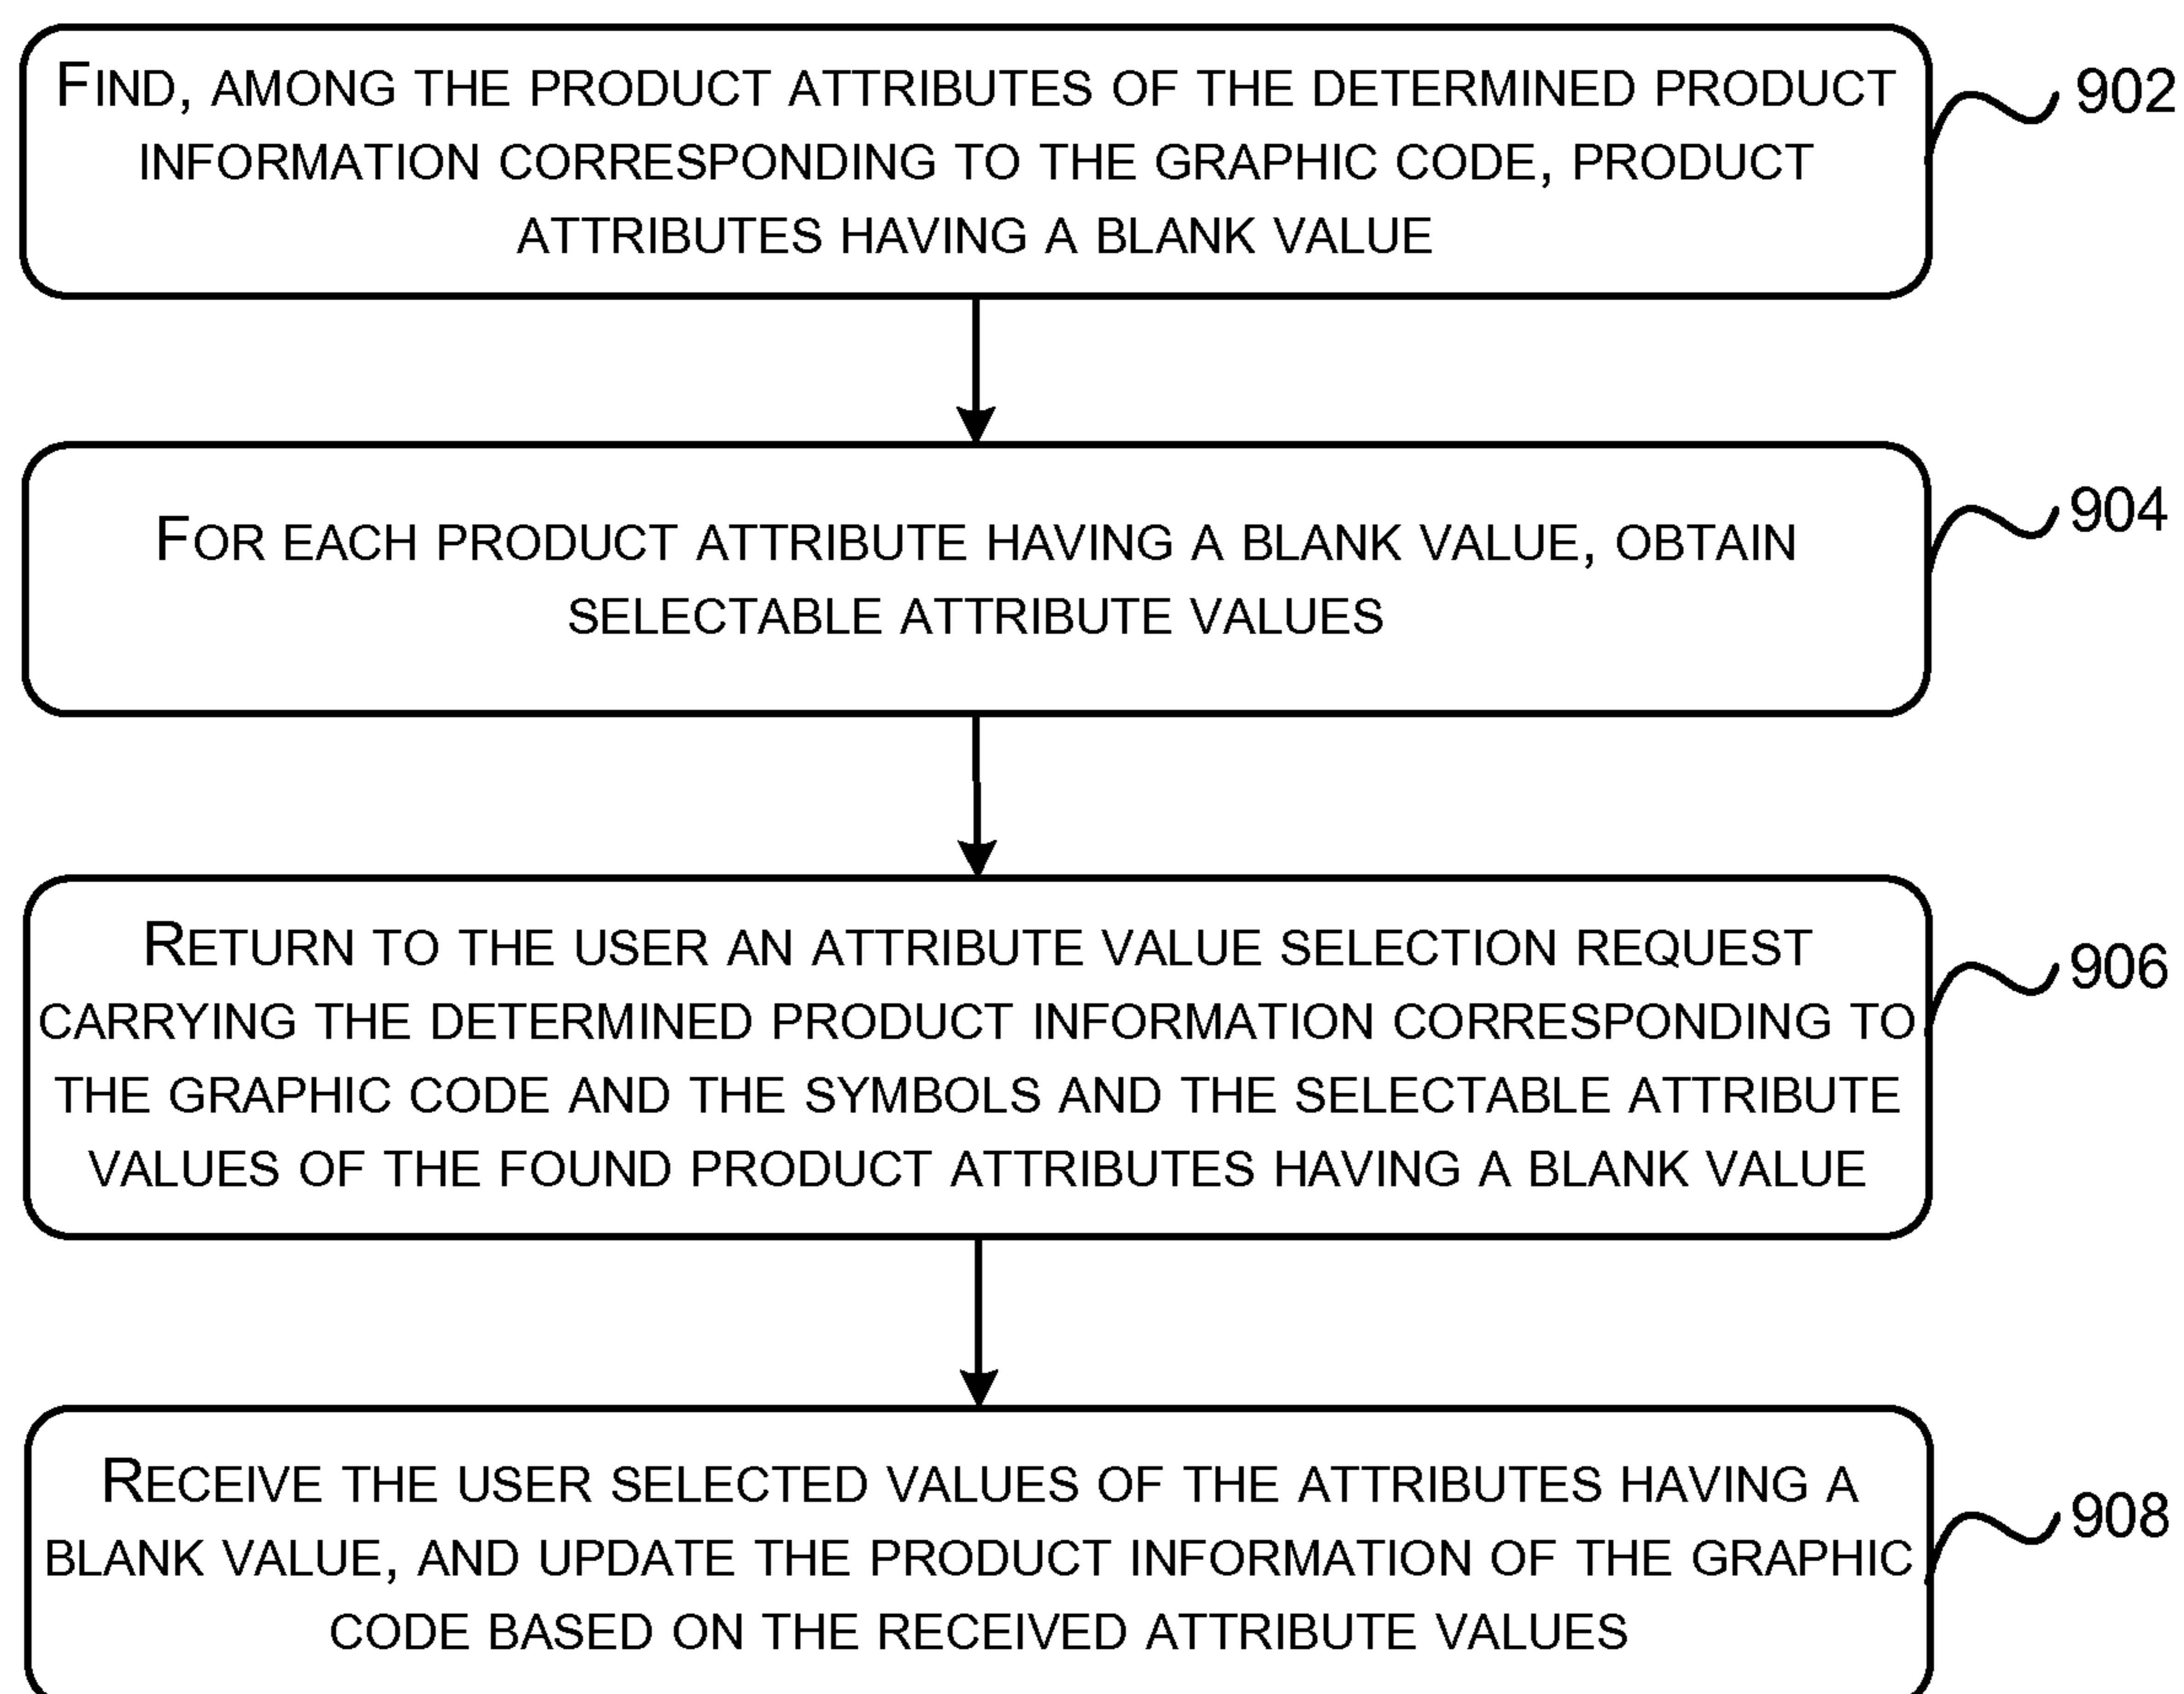 FIND, AMONG THE PRODUCT ATTRIBUTES OF THE DETERMINED PRODUCT
INFORMATION CORRESPONDING TO THE GRAPHIC CODE, PRODUCT
ATTRIBUTES HAVING A BLANK VALUE
902
FOR EACH PRODUCT ATTRIBUTE HAVING A BLANK VALUE, OBTAIN
SELECTABLE ATTRIBUTE VALUES
904
RETURN TO THE USER AN ATTRIBUTE VALUE SELECTION REQUEST
CARRYING THE DETERMINED PRODUCT INFORMATION CORRESPONDING TO
THE GRAPHIC CODE AND THE SYMBOLS AND THE SELECTABLE ATTRIBUTE
VALUES OF THE FOUND PRODUCT ATTRIBUTES HAVING A BLANK VALUE
906
RECEIVE THE USER SELECTED VALUES OF THE ATTRIBUTES HAVING A
BLANK VALUE, AND UPDATE THE PRODUCT INFORMATION OF THE GRAPHIC
CODE BASED ON THE RECEIVED ATTRIBUTE VALUES
908